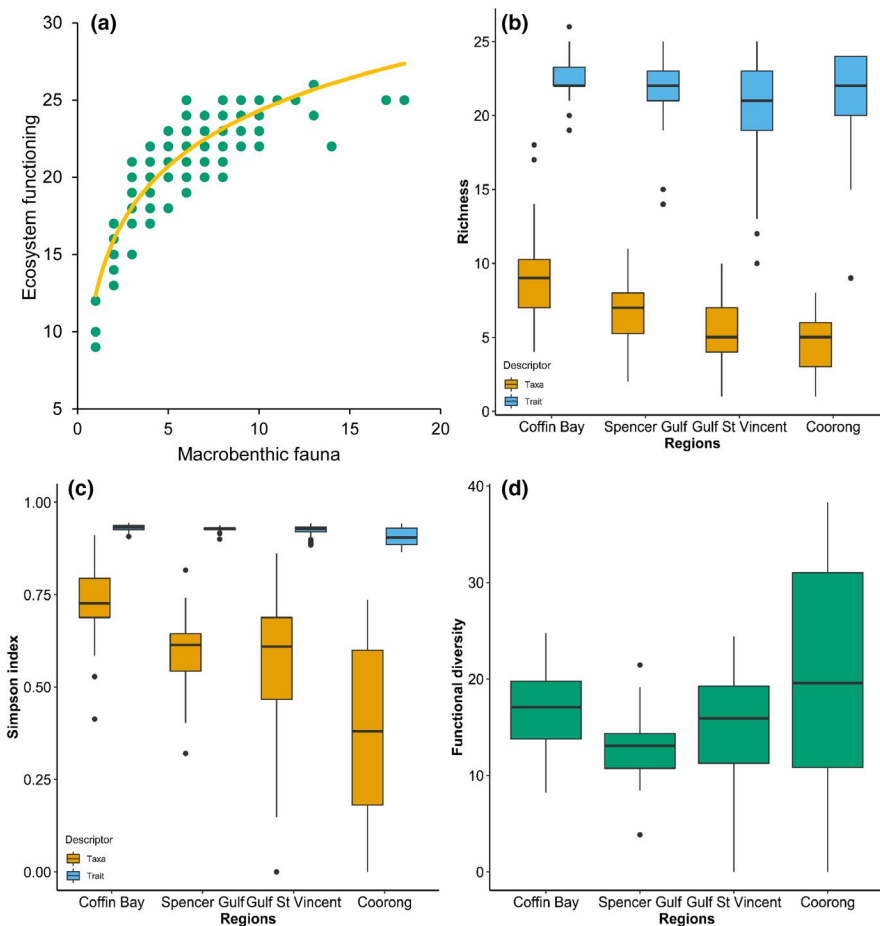 (a)
30
25
20
15
10
5
0
5
10
15
20
Ecosystem functioning
Macrobenthic fauna
(b)
25
20
15
10
5
0
Richness
Descriptor
Taxa
Trait
Coffin Bay
Spencer Gulf
Gulf St Vincent
Coorong
Regions
(c)
1.00
0.75
0.50
0.25
0.00
Simpson index
Descriptor
Taxa
Trait
Coffin Bay
Spencer Gulf
Gulf St Vincent
Coorong
Regions
(d)
40
30
20
10
0
Functional diversity
Coffin Bay
Spencer Gulf
Gulf St Vincent
Coorong
Regions